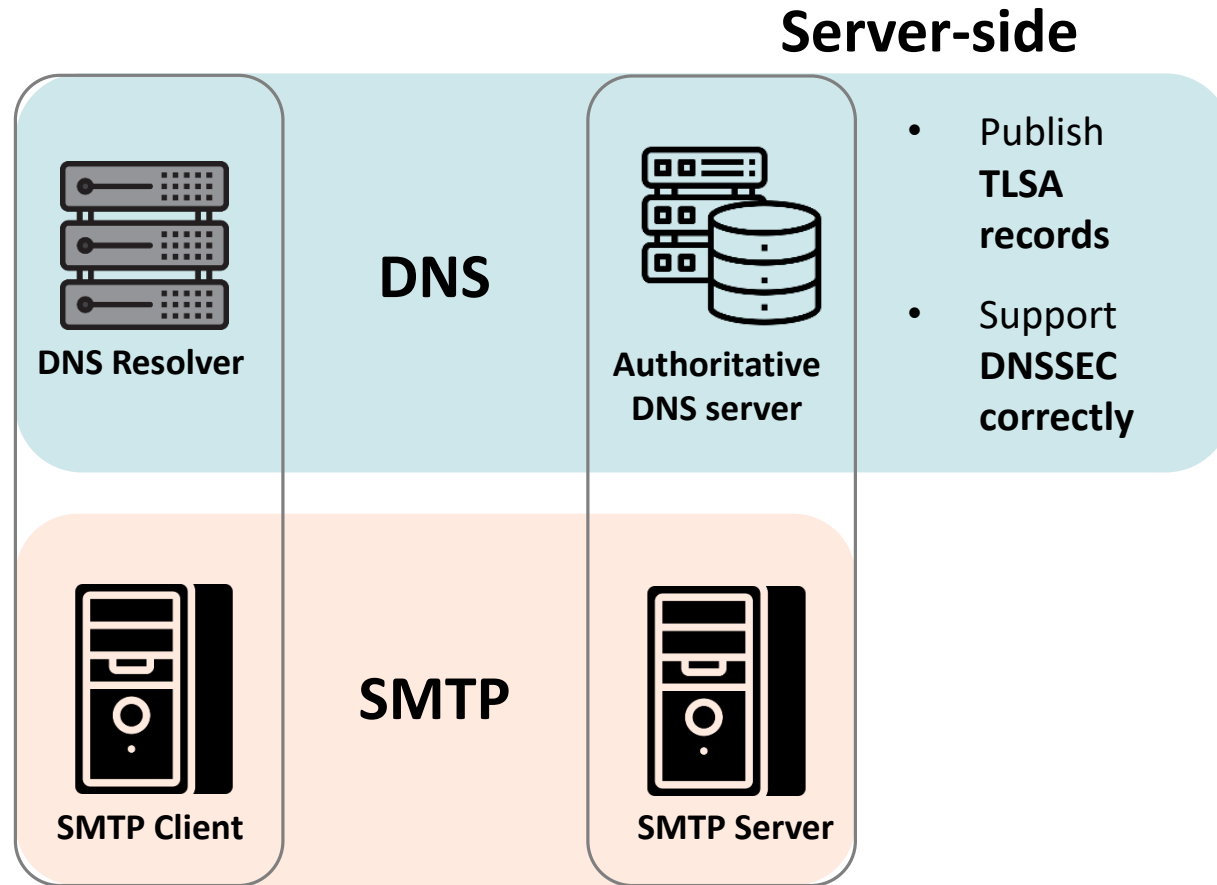 Server-side
DNS Resolver
DNS
Authoritative
DNS server
• Publish
TLSA
records
• Support
DNSSEC
correctly
SMTP Client
SMTP
SMTP Server